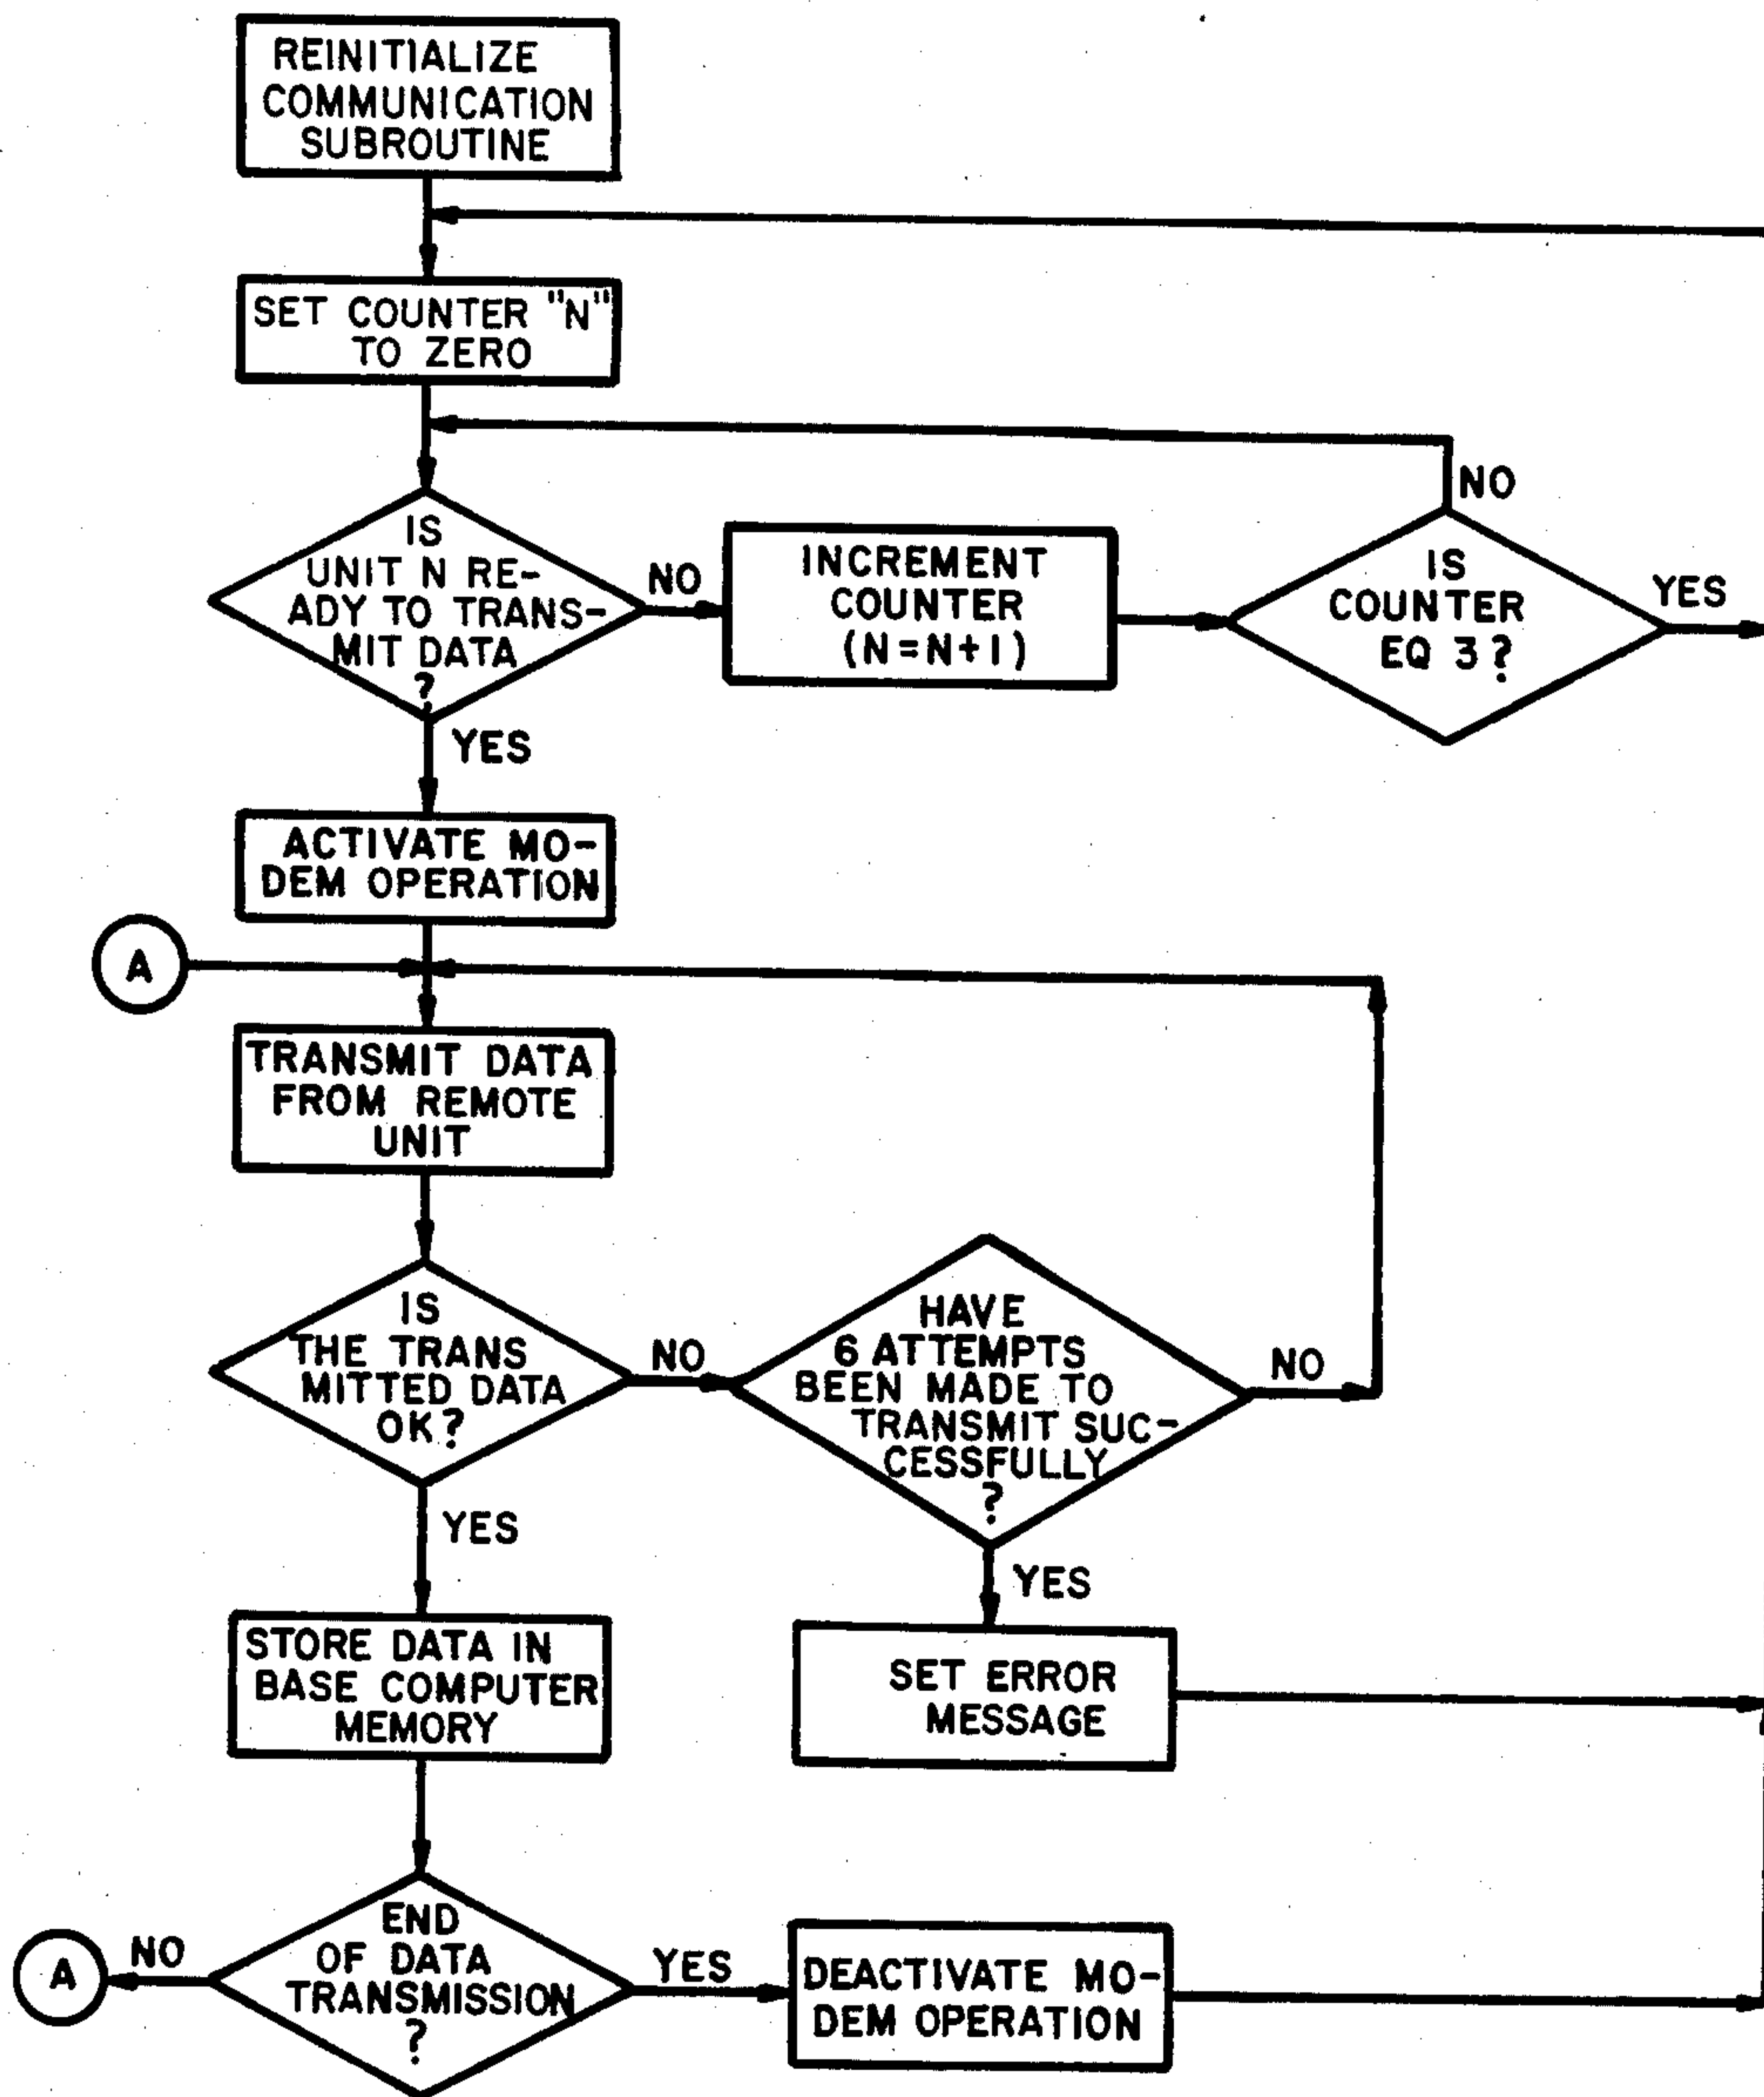 REINITIALIZE
COMMUNICATION
SUBROUTINE
SET COUNTER "N"
TO ZERO
IS
UNIT N RE-
ADY TO TRANS-
MIT DATA
?
NO
INCREMENT
COUNTER
(N=N+1)
IS
COUNTER
EQ 3?
NO
YES
YES
ACTIVATE MO-
DEM OPERATION
A
TRANSMIT DATA
FROM REMOTE
UNIT
IS
THE TRANS
MITTED DATA
OK?
NO
HAVE
6 ATTEMPTS
BEEN MADE TO
TRANSMIT SUC-
CESSFULLY
?
NO
YES
YES
STORE DATA IN
BASE COMPUTER
MEMORY
SET ERROR
MESSAGE
END
OF DATA
TRANSMISSION
?
NO
A
YES
DEACTIVATE MO-
DEM OPERATION